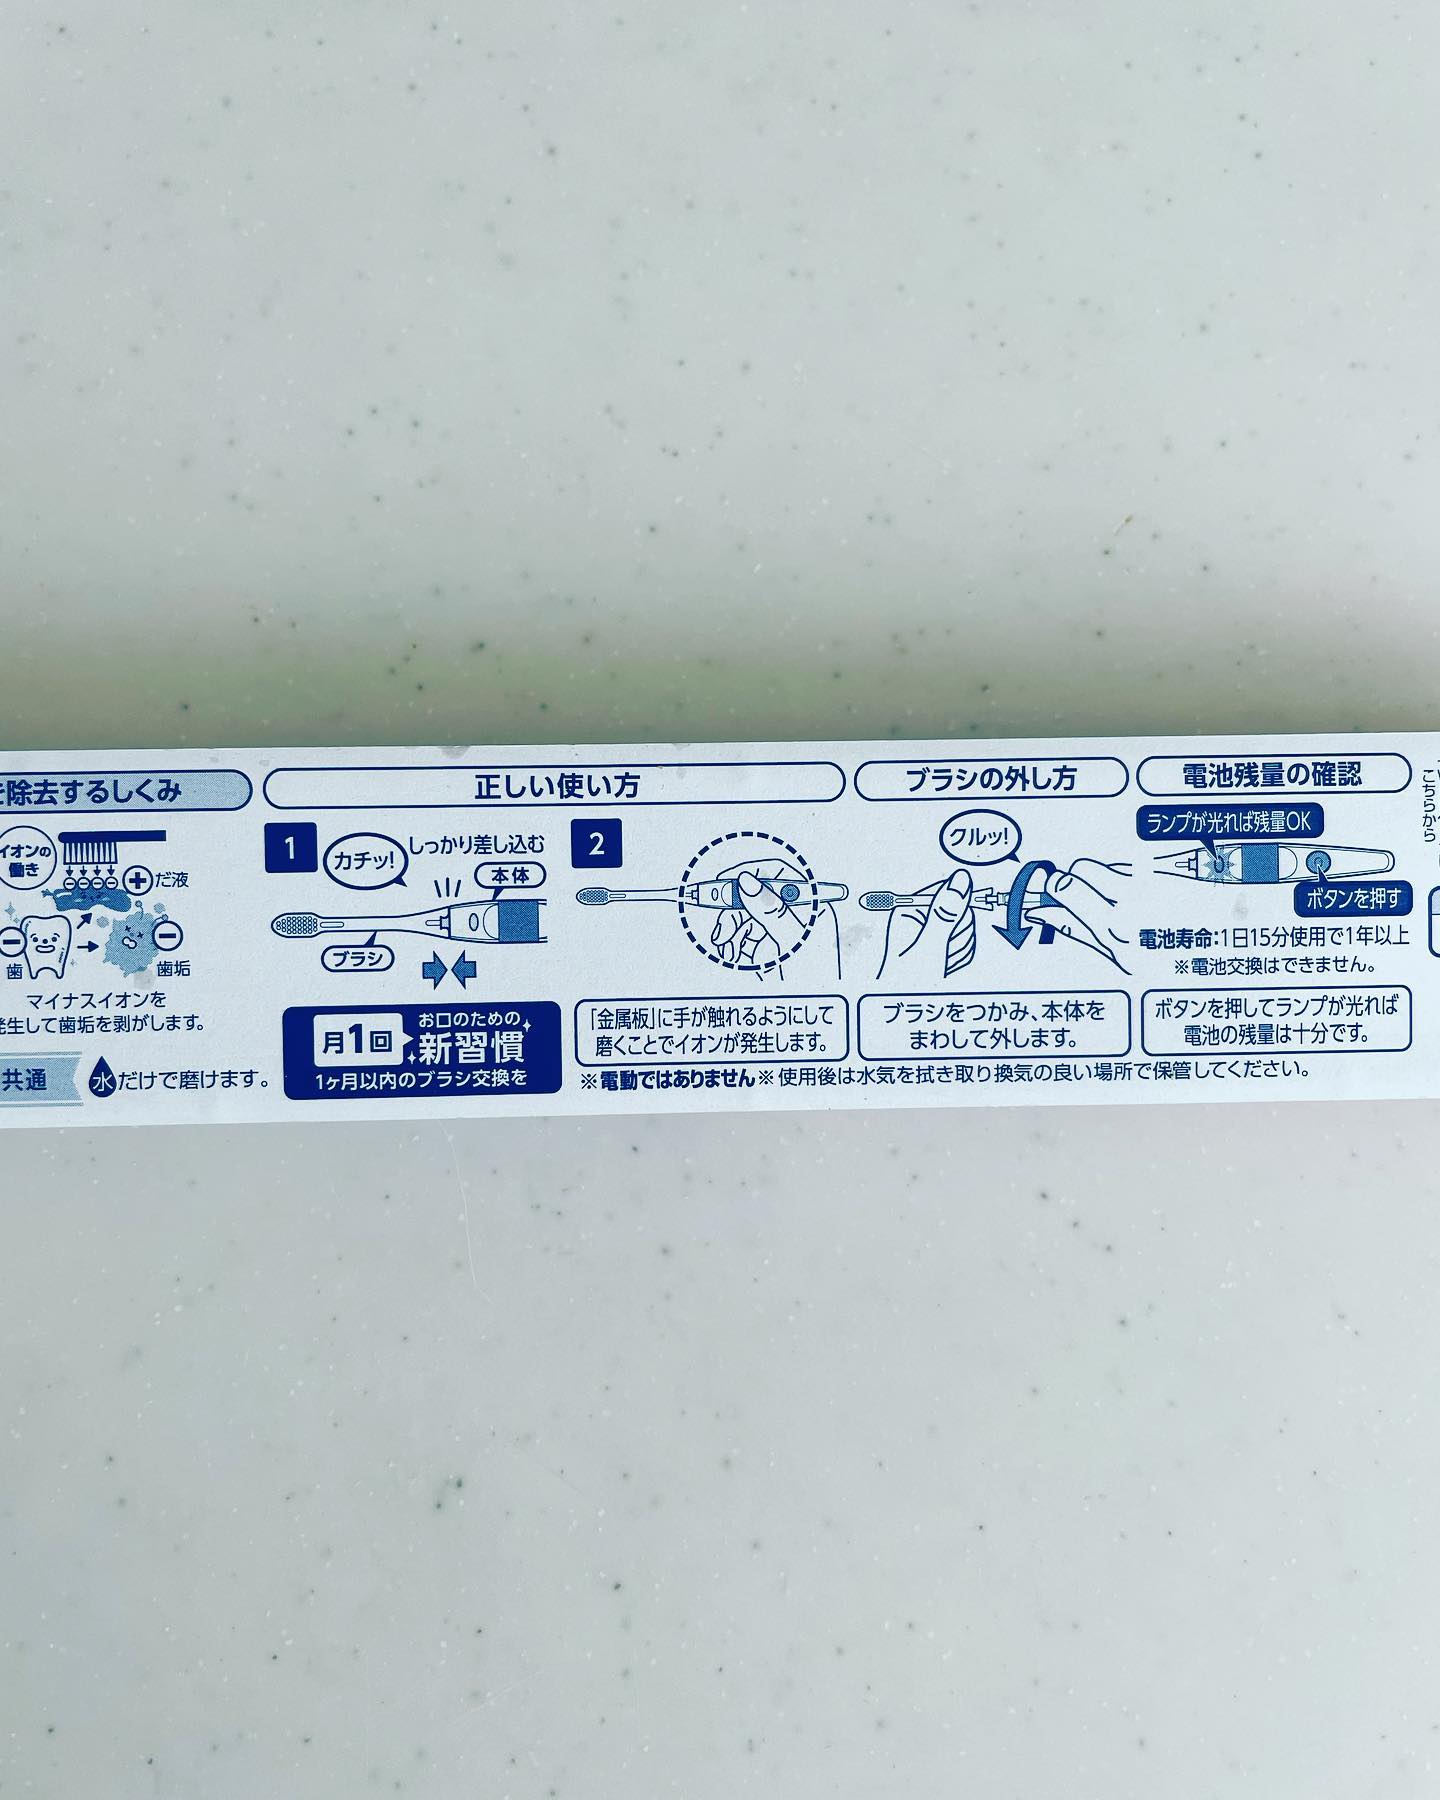 を除去するしくみ
イオンの
働き
だ液
歯
歯垢
マイナスイオンを
発生して歯垢を剥がします。
共通
水だけで磨けます。
正しい使い方
1
カチッ!
しっかり差し込む
本体
ブラシ
月1回
お口のための
新習慣
1ヶ月以内のブラシ交換を
2
「金属板」に手が触れるようにして
磨くことでイオンが発生します。
※電動ではありません※使用後は水気を拭き取り換気の良い場所で保管してください。
ブラシの外し方
クルッ!
ブラシをつかみ、本体を
まわして外します。
電池残量の確認
ランプが光れば残量OK
ボタンを押す
電池寿命:1日15分使用で1年以上
※電池交換はできません。
ボタンを押してランプが光れば
電池の残量は十分です。
こちらから